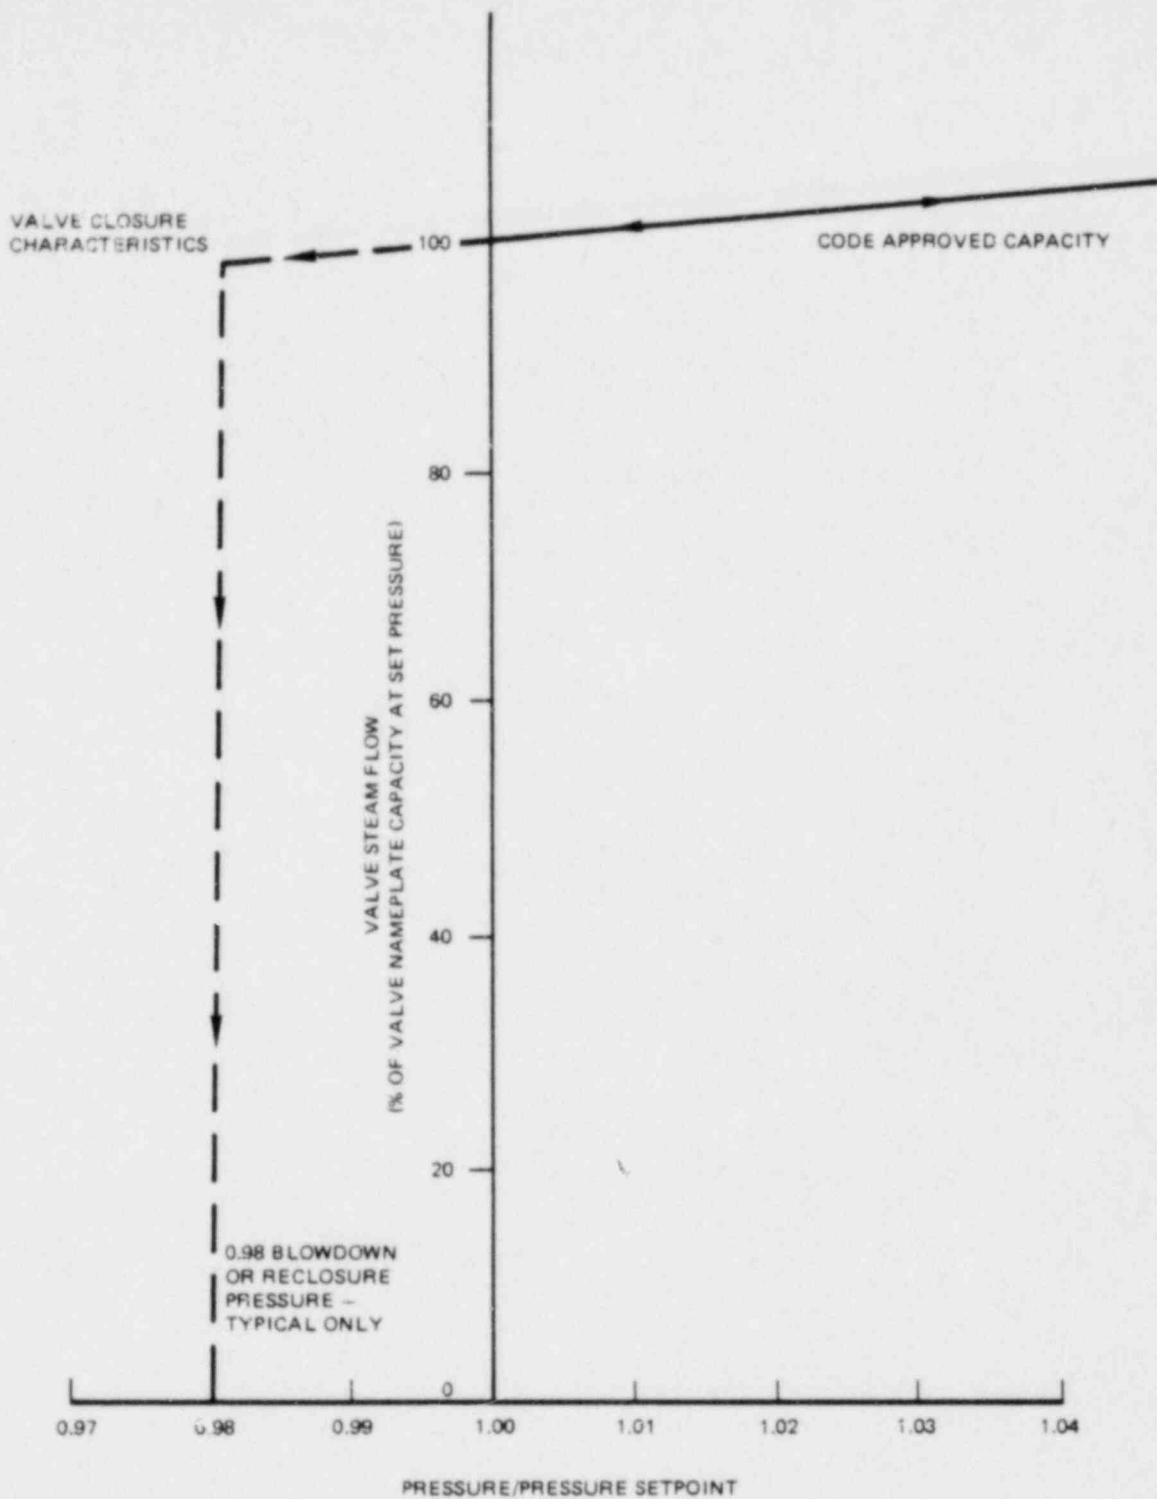 VALVE CLOSURE
CHARACTERISTICS
100
CODE APPROVED CAPACITY
80
VALVE STEAM FLOW
(% OF VALVE NAMEPLATE CAPACITY AT SET PRESSURE)
60
40
20
0.98 BLOWDOWN
OR RECLOSURE
PRESSURE –
TYPICAL ONLY
0
0.97 0.98 0.99 1.00 1.01 1.02 1.03 1.04
PRESSURE/PRESSURE SETPOINT